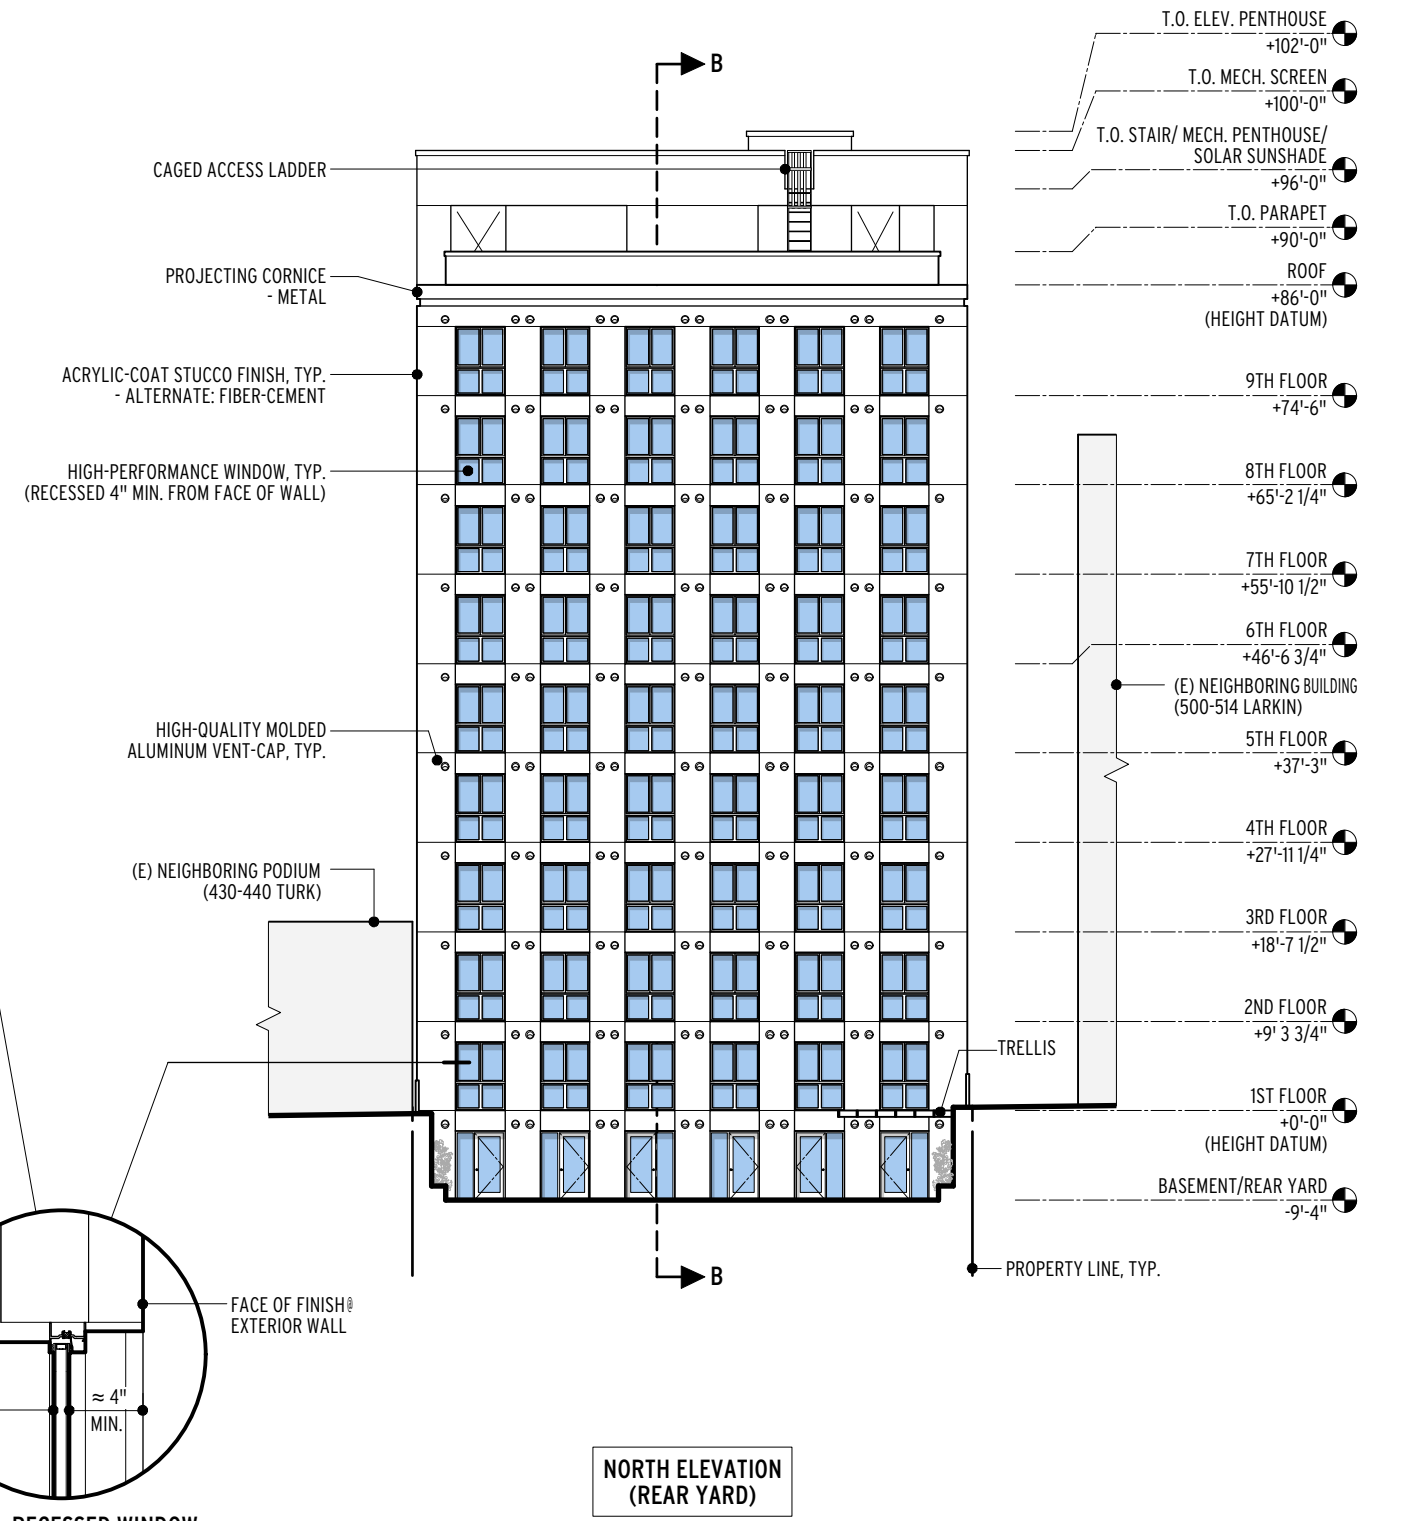 T.O. ELEV. PENTHOUSE
+102'-0"
B
T.O. MECH. SCREEN
+100'-0"
T.O. STAIR/ MECH. PENTHOUSE/
SOLAR SUNSHADE
+96'-0"
CAGED ACCESS LADDER
T.O. PARAPET
+90'-0"
PROJECTING CORNICE
- METAL
ROOF
+86'-0"
(HEIGHT DATUM)
ACRYLIC-COAT STUCCO FINISH, TYP.
- ALTERNATE: FIBER-CEMENT
9TH FLOOR
+74'-6"
HIGH-PERFORMANCE WINDOW, TYP.
(RECESSED 4" MIN. FROM FACE OF WALL)
8TH FLOOR
+65'-2 1/4"
7TH FLOOR
+55'-10 1/2"
6TH FLOOR
+46'-6 3/4"
(E) NEIGHBORING BUILDING
(500-514 LARKIN)
HIGH-QUALITY MOLDED
ALUMINUM VENT-CAP, TYP.
5TH FLOOR
+37'-3"
4TH FLOOR
+27'-11 1/4"
(E) NEIGHBORING PODIUM
(430-440 TURK)
3RD FLOOR
+18'-7 1/2"
2ND FLOOR
+9' 3 3/4"
TRELLIS
1ST FLOOR
+0'-0"
(HEIGHT DATUM)
BASEMENT/REAR YARD
-9'-4"
B
PROPERTY LINE, TYP.
FACE OF FINISH@
EXTERIOR WALL
≈ 4"
MIN.
NORTH ELEVATION
(REAR YARD)
RECESSED WINDOW